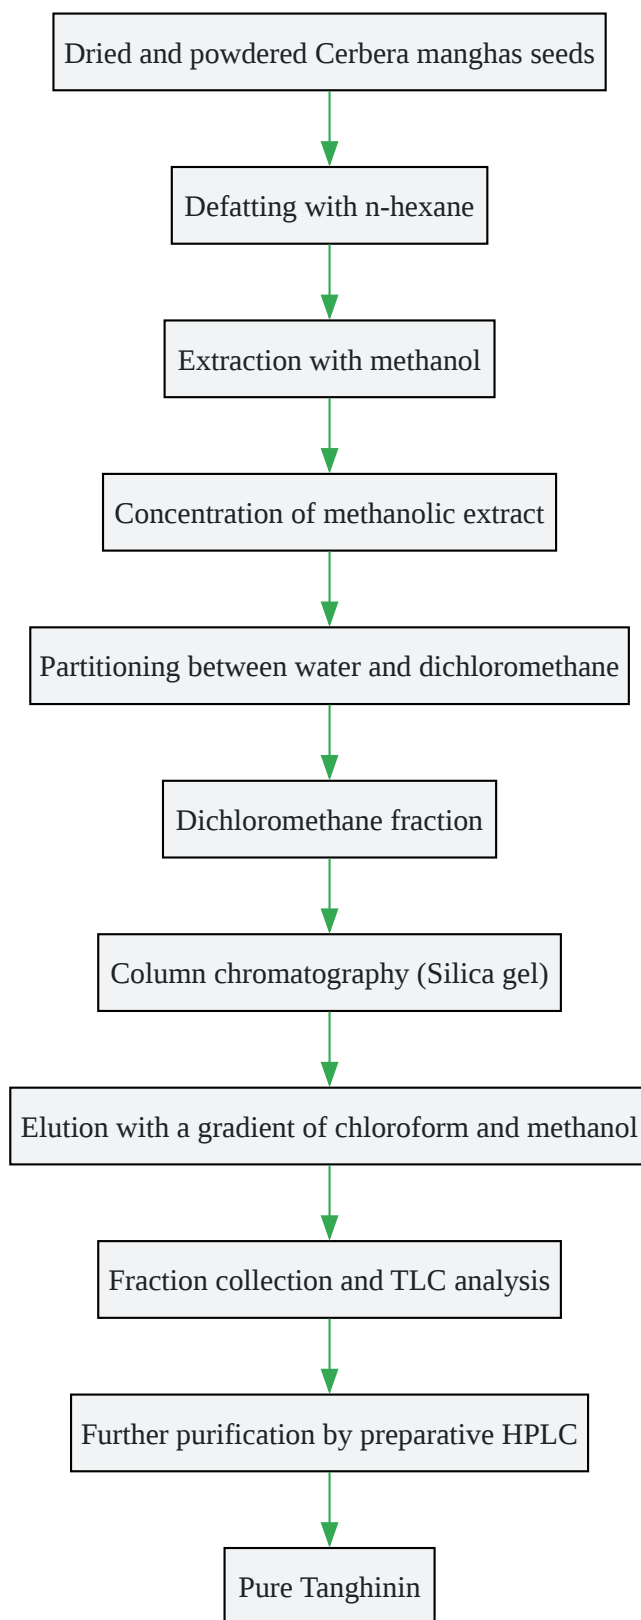 Dried and powdered Cerbera manghas seeds
Defatting with n-hexane
Extraction with methanol
Concentration of methanolic extract
Partitioning between water and dichloromethane
Dichloromethane fraction
Column chromatography (Silica gel)
Elution with a gradient of chloroform and methanol
Fraction collection and TLC analysis
Further purification by preparative HPLC
Pure Tanghinin